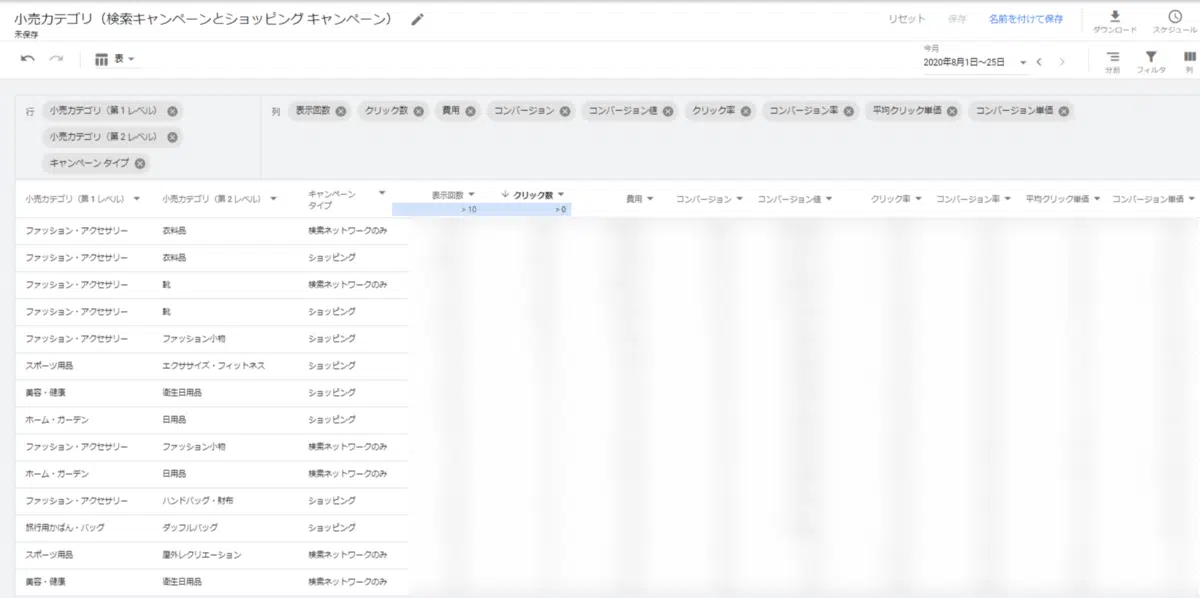 小売カテゴリ（検索キャンペーンとショッピング キャンペーン）
未保存
リセット 保存 名前を付けて保存 ダウンロード スケジュール
表
今月
2020年8月1日～25日
分割 フィルタ 列
行 小売カテゴリ（第1レベル） 列 表示回数 クリック数 費用 コンバージョン コンバージョン値 クリック率 コンバージョン率 平均クリック単価 コンバージョン単価
小売カテゴリ（第2レベル）
キャンペーン タイプ
小売カテゴリ（第1レベル） 小売カテゴリ（第2レベル） キャンペーン タイプ 表示回数 クリック数 費用 コンバージョン コンバージョン値 クリック率 コンバージョン率 平均クリック単価 コンバージョン単価
> 10 > 0
ファッション・アクセサリー 衣料品 検索ネットワークのみ
ファッション・アクセサリー 衣料品 ショッピング
ファッション・アクセサリー 靴 検索ネットワークのみ
ファッション・アクセサリー 靴 ショッピング
ファッション・アクセサリー ファッション小物 ショッピング
スポーツ用品 エクササイズ・フィットネス ショッピング
美容・健康 衛生日用品 ショッピング
ホーム・ガーデン 日用品 ショッピング
ファッション・アクセサリー ファッション小物 検索ネットワークのみ
ホーム・ガーデン 日用品 検索ネットワークのみ
ファッション・アクセサリー ハンドバッグ・財布 ショッピング
旅行用かばん・バッグ ダッフルバッグ ショッピング
スポーツ用品 屋外レクリエーション 検索ネットワークのみ
美容・健康 衛生日用品 検索ネットワークのみ